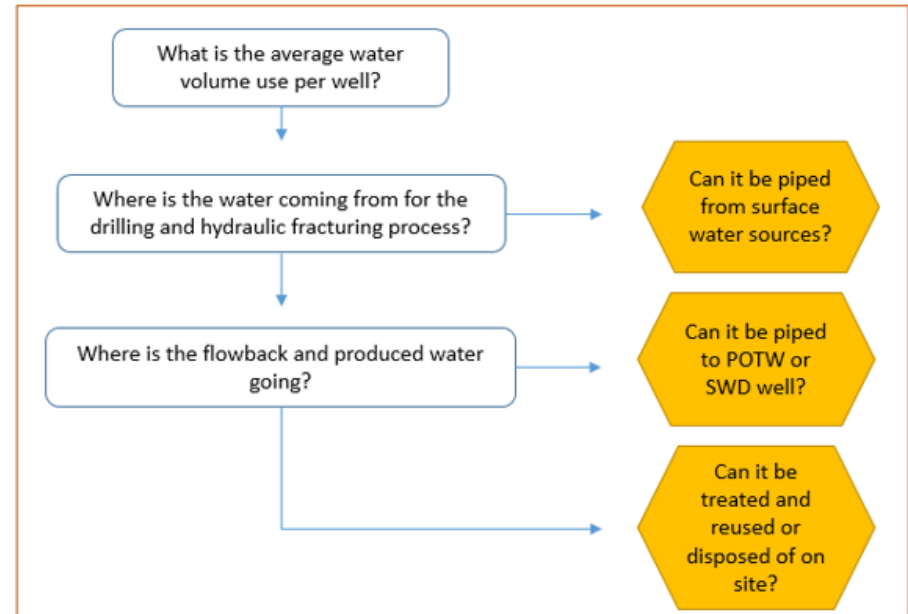 What is the average water
volume use per well?
Where is the water coming from for the
drilling and hydraulic fracturing process?
Can it be piped
from surface
water sources?
Where is the flowback and produced water
going?
Can it be piped
to POTW or
SWD well?
Can it be
treated and
reused or
disposed of on
site?